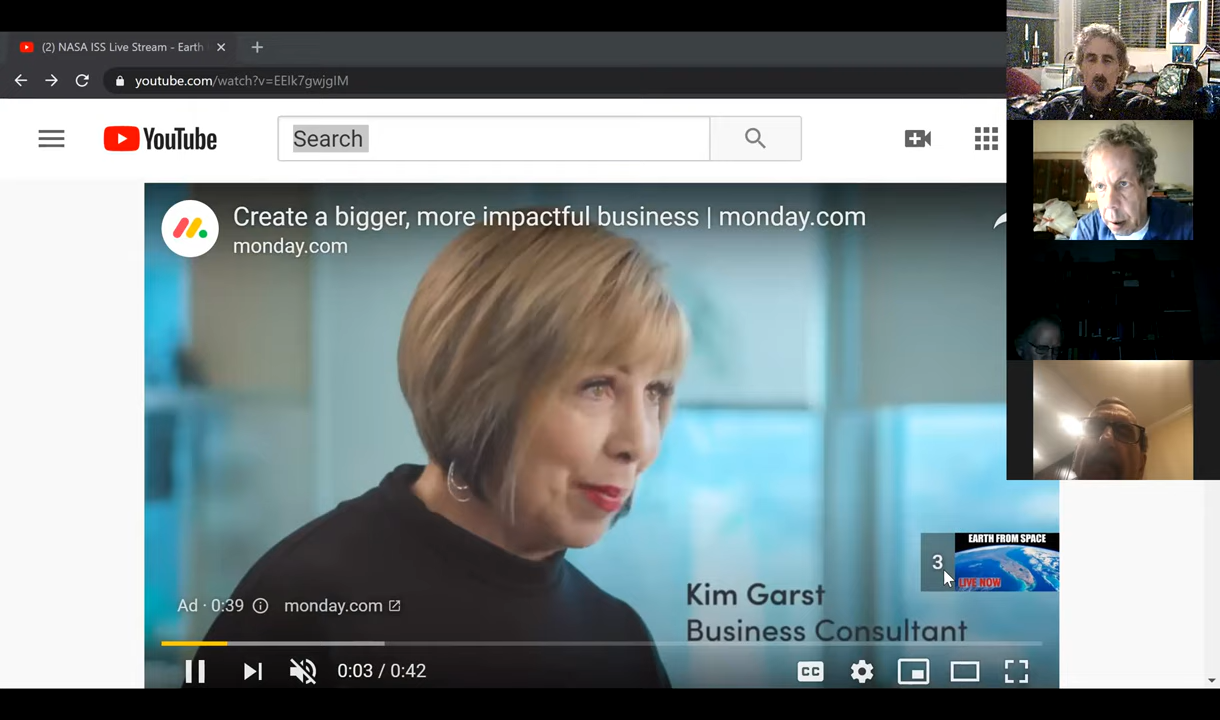 (2) NASA ISS Live Stream - Earth
youtube.com/watch?v=EEIk7gwjgIM
YouTube
Search
Create a bigger, more impactful business | monday.com
monday.com
EARTH FROM SPACE
3
LIVE NOW
Kim Garst
Business Consultant
Ad · 0:39
monday.com
0:03 / 0:42
CC